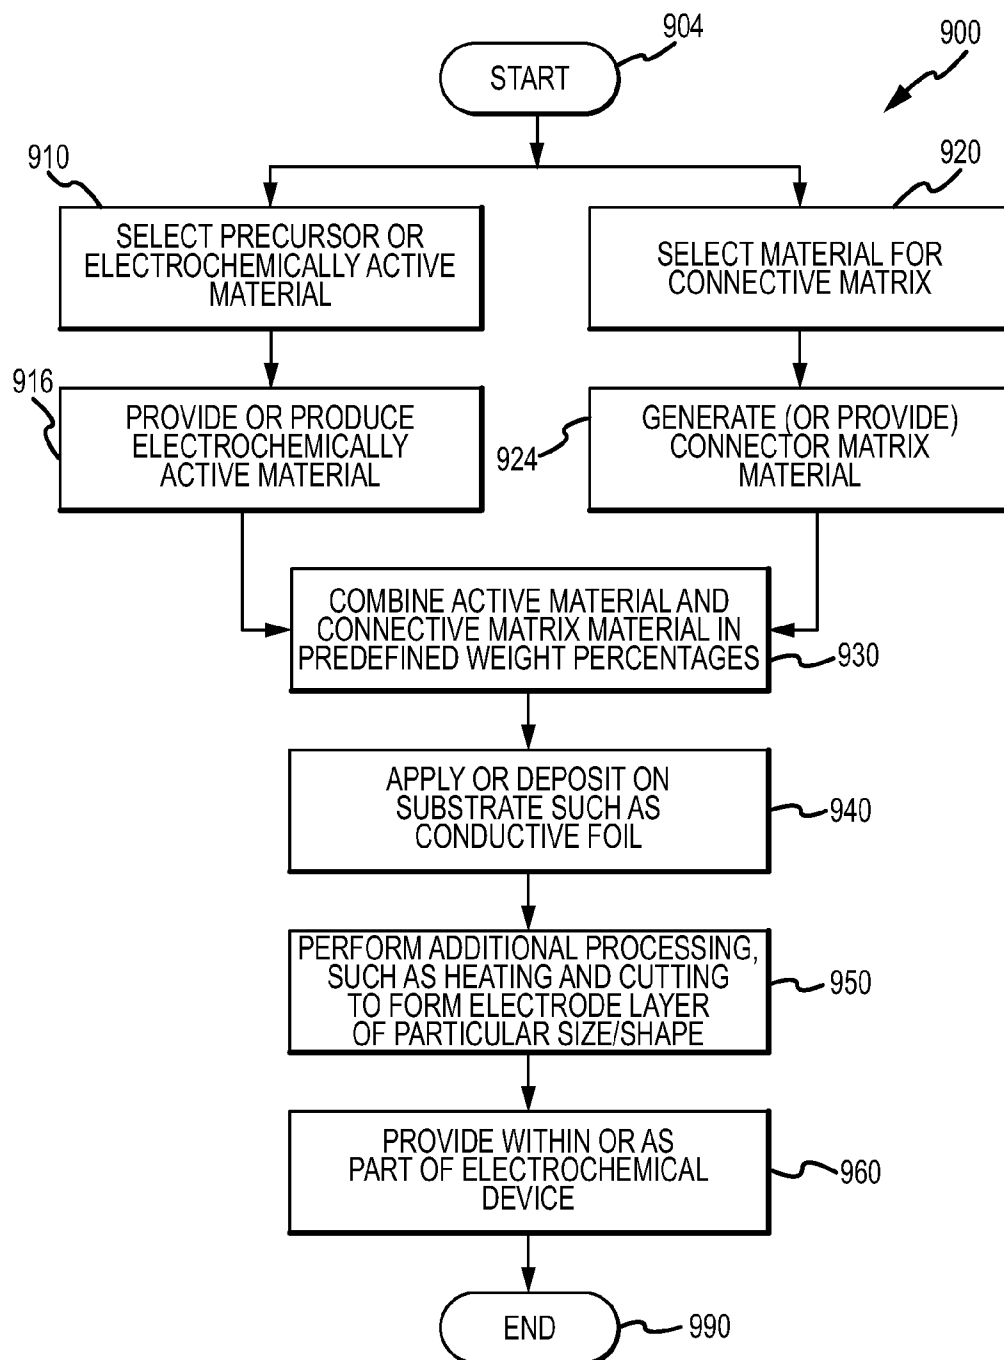 904
START
900
910
920
SELECT PRECURSOR OR
ELECTROCHEMICALLY ACTIVE
MATERIAL
SELECT MATERIAL FOR
CONNECTIVE MATRIX
916
PROVIDE OR PRODUCE
ELECTROCHEMICALLY
ACTIVE MATERIAL
924
GENERATE (OR PROVIDE)
CONNECTOR MATRIX
MATERIAL
COMBINE ACTIVE MATERIAL AND
CONNECTIVE MATRIX MATERIAL IN
PREDEFINED WEIGHT PERCENTAGES
930
APPLY OR DEPOSIT ON
SUBSTRATE SUCH AS
CONDUCTIVE FOIL
940
PERFORM ADDITIONAL PROCESSING,
SUCH AS HEATING AND CUTTING
TO FORM ELECTRODE LAYER
OF PARTICULAR SIZE/SHAPE
950
PROVIDE WITHIN OR AS
PART OF ELECTROCHEMICAL
DEVICE
960
END
990